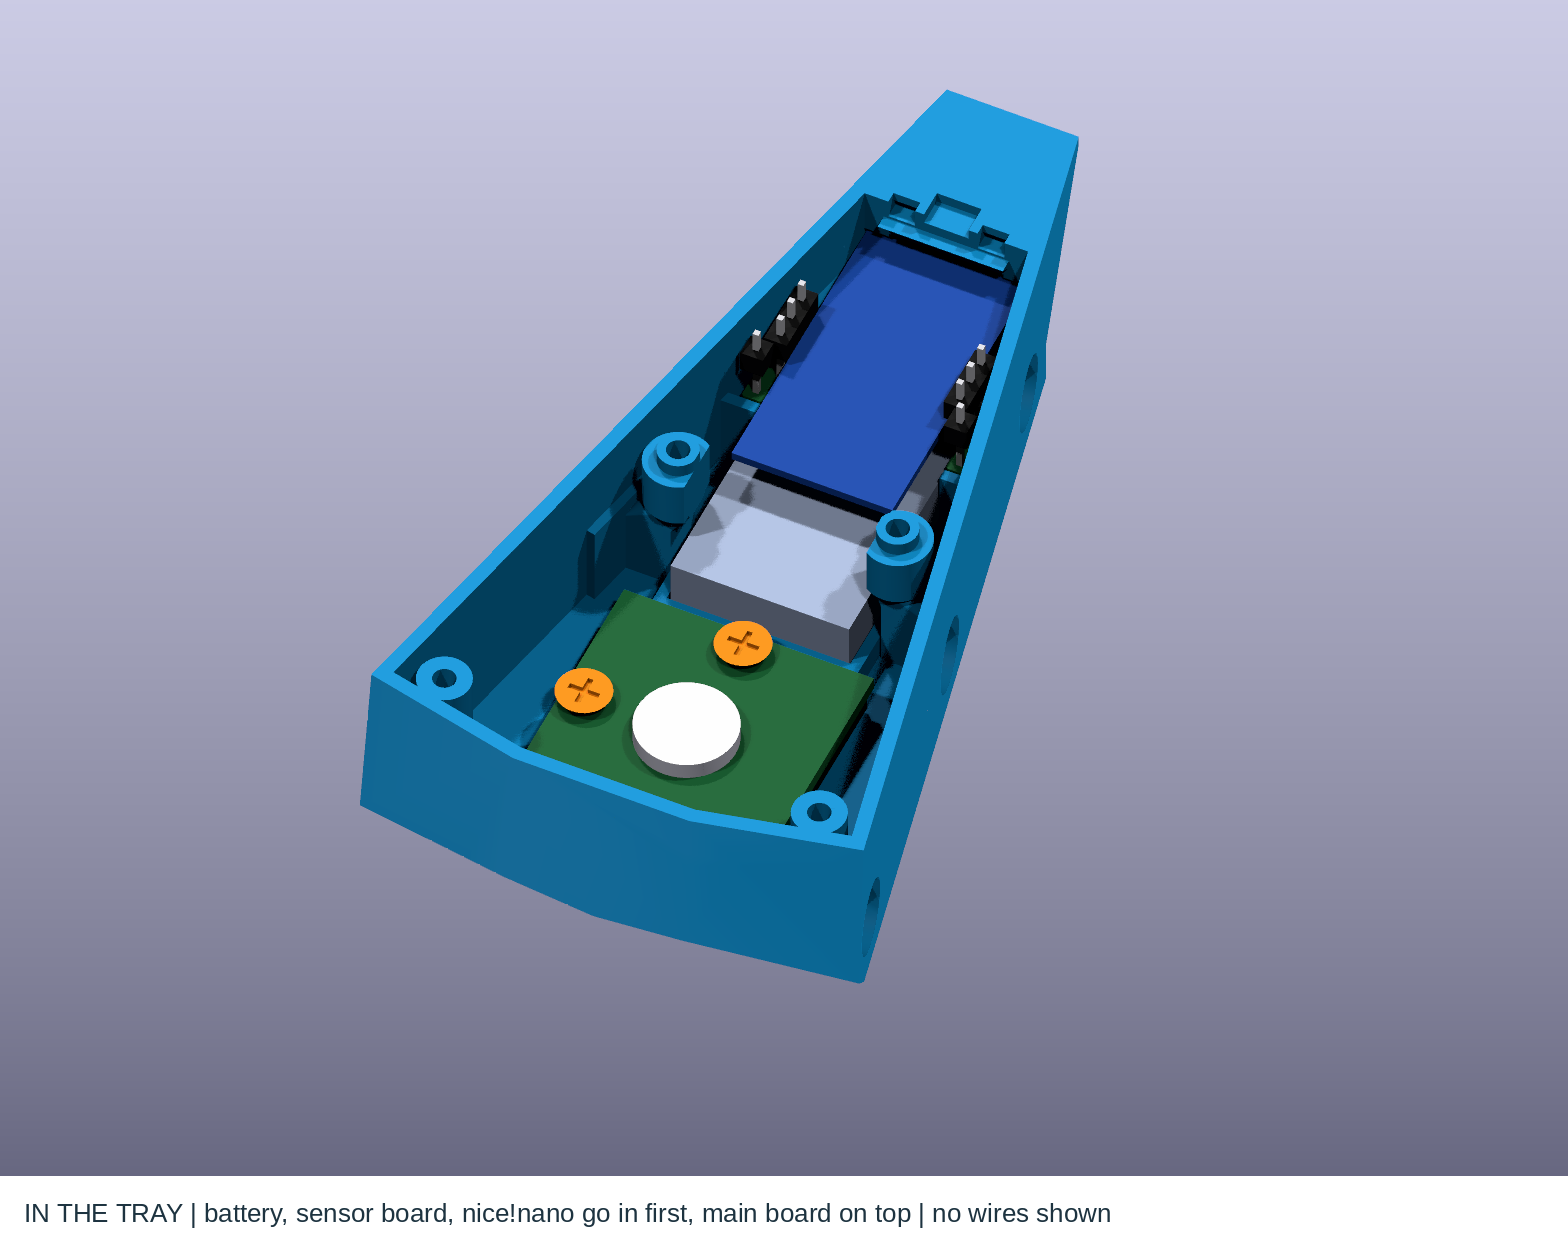 IN THE TRAY | battery, sensor board, nice!nano go in first, main board on top | no wires shown